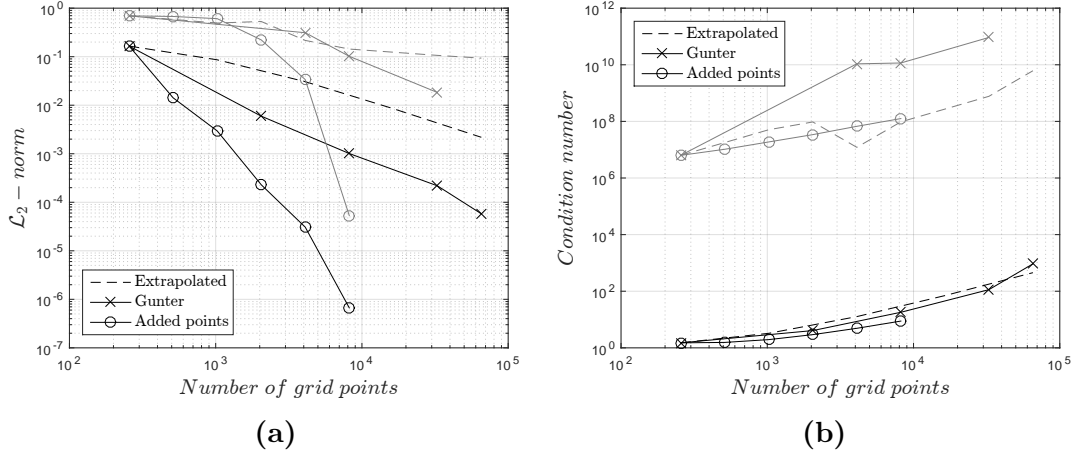 10^0
10^-1
10^-2
10^-3
10^-4
10^-5
10^-6
10^-7
10^2
10^3
10^4
10^5
L_2 − norm
Number of grid points
Extrapolated
Gunter
Added points
(a)
10^12
10^10
10^8
10^6
10^4
10^2
10^0
10^2
10^3
10^4
10^5
Condition number
Number of grid points
Extrapolated
Gunter
Added points
(b)